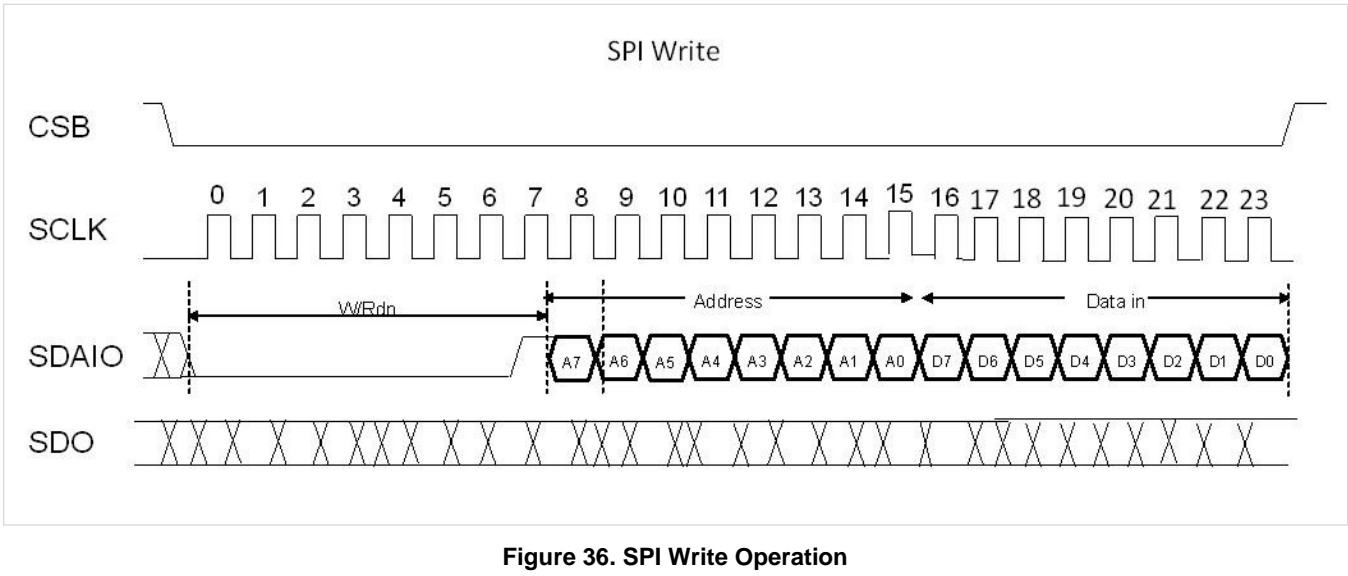 SPI Write
CSB
0 1 2 3 4 5 6 7 8 9 10 11 12 13 14 15 16 17 18 19 20 21 22 23
SCLK
W/Rdn Address Data in
SDAIO A7 A6 A5 A4 A3 A2 A1 A0 D7 D6 D5 D4 D3 D2 D1 D0
SDO
Figure 36. SPI Write Operation